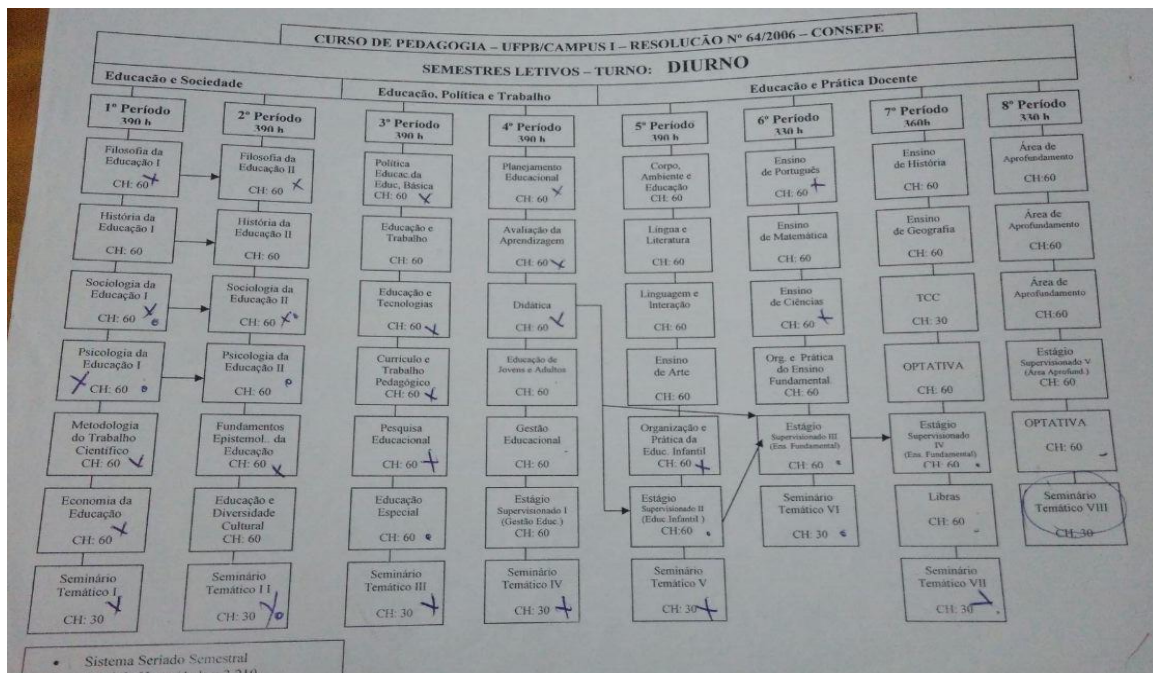 CURSO DE PEDAGOGIA – UFPB/CAMPUS I – RESOLUCÃO Nº 64/2006 – CONSEPE
SEMESTRES LETIVOS – TURNO: DIURNO
Educacão e Sociedade
Educacão, Política e Trabalho
Educacão e Prática Docente
1º Período
390 h
Filosofia da
Educação I
CH: 60
História da
Educação I
CH: 60
Sociologia da
Educação I
CH: 60
Psicologia da
Educação I
CH: 60
Metodologia
do Trabalho
Científico
CH: 60
Economia da
Educação
CH: 60
Seminário
Temático I
CH: 30
2º Período
390 h
Filosofia da
Educação II
CH: 60
História da
Educação II
CH: 60
Sociologia da
Educação II
CH: 60
Psicologia da
Educação II
CH: 60
Fundamentos
Epistemol.. da
Educação
CH: 60
Educação e
Diversidade
Cultural
CH: 60
Seminário
Temático I I
CH: 30
3º Período
390 h
Política
Educac.da
Educ, Básica
CH: 60
Educação e
Trabalho
CH: 60
Educação e
Tecnologias
CH: 60
Currículo e
Trabalho
Pedagógico
CH: 60
Pesquisa
Educacional
CH: 60
Educação
Especial
CH: 60
Seminário
Temático III
CH: 30
4º Período
390 h
Planejamento
Educacional
CH: 60
Avaliação da
Aprendizagem
CH: 60
Didática
CH: 60
Educação de
Jovens e Adultos
CH: 60
Gestão
Educacional
CH: 60
Estágio
Supervisionado I
(Gestão Educ.)
CH: 60
Seminário
Temático IV
CH: 30
5º Período
390 h
Corpo,
Ambiente e
Educação
CH: 60
Língua e
Literatura
CH: 60
Linguagem e
Interação
CH: 60
Ensino
de Arte
CH: 60
Organização e
Prática da
Educ. Infantil
CH: 60
Estágio
Supervisionado II
(Educ.Infantil )
CH:60
Seminário
Temático V
CH: 30
6º Período
330 h
Ensino
de Português
CH: 60
Ensino
de Matemática
CH: 60
Ensino
de Ciências
CH: 60
Org. e Prática
do Ensino
Fundamental
CH: 60
Estágio
Supervisionado III
(Ens. Fundamental)
CH: 60
Seminário
Temático VI
CH: 30
7º Período
360h
Ensino
de História
CH: 60
Ensino
de Geografia
CH: 60
TCC
CH: 30
OPTATIVA
CH: 60
Estágio
Supervisionado
IV
(Ens. Fundamental)
CH: 60
Libras
CH: 60
Seminário
Temático VII
CH: 30
8º Período
330 h
Área de
Aprofundamento
CH:60
Área de
Aprofundamento
CH:60
Área de
Aprofundamento
CH:60
Estágio
Supervisionado V
(Área Aprofund.)
CH: 60
OPTATIVA
CH: 60
Seminário
Temático VIII
CH: 30
• Sistema Seriado Semestral